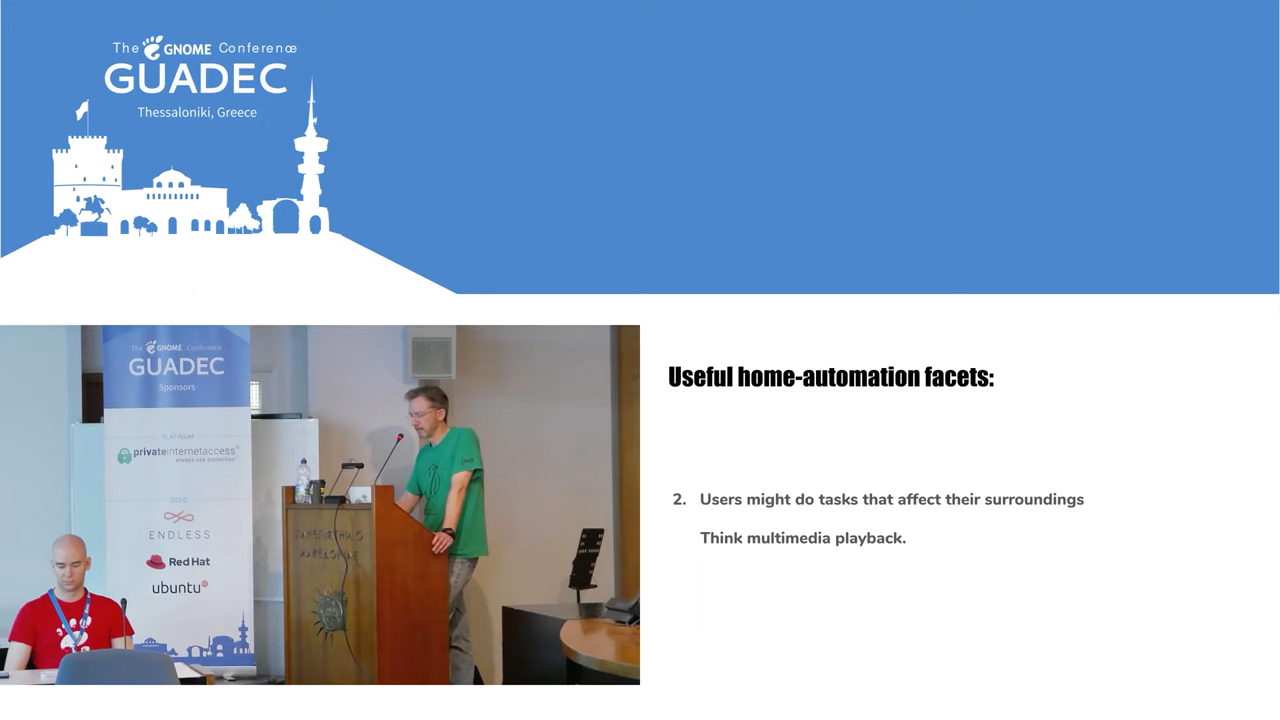 The GNOME Conference
GUADEC
Thessaloniki, Greece
The GNOME Conference
GUADEC
Sponsors
PLATINUM
privateinternetaccess®
always use protection
GOLD
ENDLESS
Red Hat
ubuntu
Useful home-automation facets:
2. Users might do tasks that affect their surroundings
Think multimedia playback.